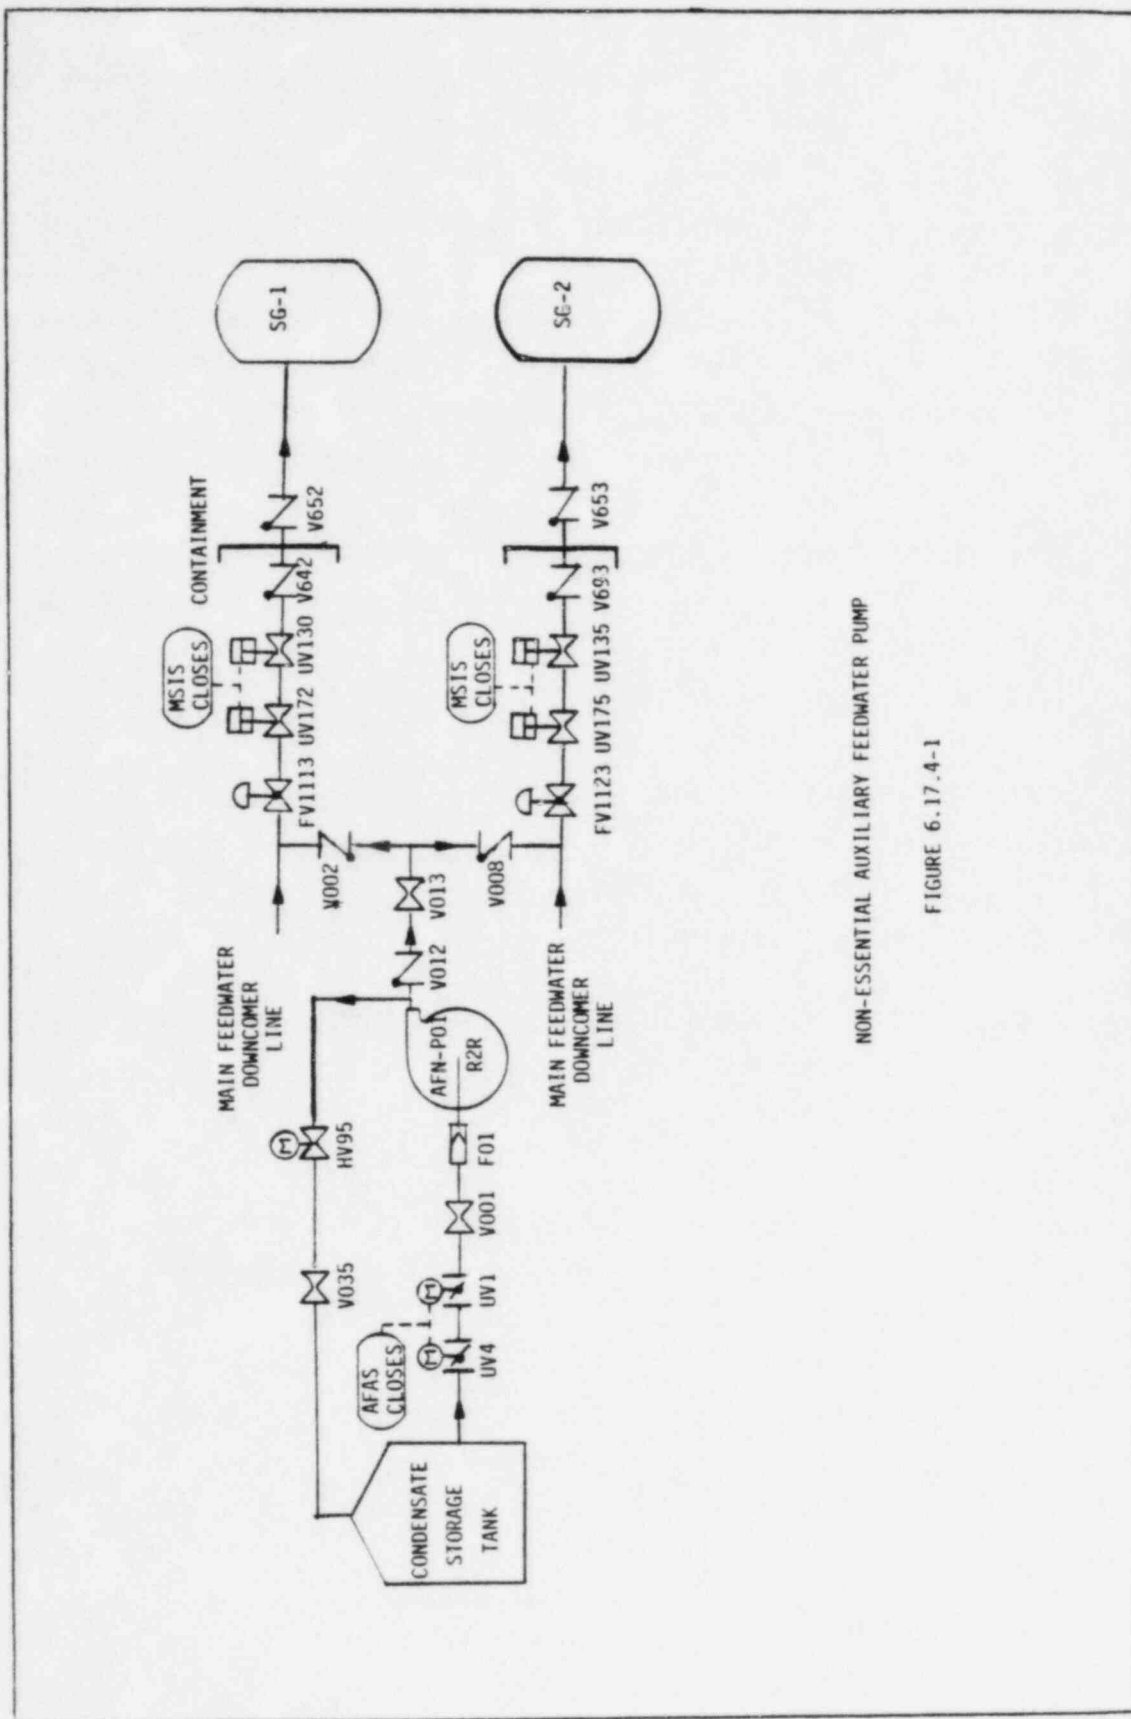 SG-1
SG-2
CONTAINMENT
V652
V642
MSIS
CLOSES
UV130
UV172
FV1113
V653
V693
MSIS
CLOSES
UV135
UV175
FV1123
V002
V013
V008
MAIN FEEDWATER
DOWNCOMER
LINE
V012
AFN-P01
R2R
MAIN FEEDWATER
DOWNCOMER
LINE
HV95
F01
V001
V035
AFAS
CLOSES
UV1
UV4
CONDENSATE
STORAGE
TANK
NON-ESSENTIAL AUXILIARY FEEDWATER PUMP
FIGURE 6.17.4-1
M
M
M